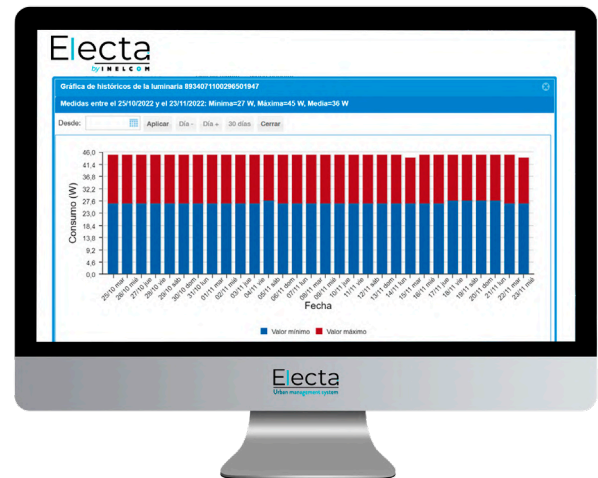 Electa
by INELCOM
Gráfica de históricos de la luminaria 8934071100296501947
Medidas entre el 25/10/2022 y el 23/11/2022: Mínima=27 W, Máxima=45 W, Media=36 W
Desde: Aplicar Día - Día + 30 días Cerrar
Consumo (W)
46,0
41,4
36,8
32,2
27,6
23,0
18,4
13,8
9,2
4,6
0,0
25/10 mar
26/10 mié
27/10 jue
28/10 vie
29/10 sáb
30/10 dom
31/10 lun
01/11 mar
02/11 mié
03/11 jue
04/11 vie
05/11 sáb
06/11 dom
07/11 lun
08/11 mar
09/11 mié
10/11 jue
11/11 vie
12/11 sáb
13/11 dom
14/11 lun
15/11 mar
16/11 mié
17/11 jue
18/11 vie
19/11 sáb
20/11 dom
21/11 lun
22/11 mar
23/11 mié
Fecha
Valor mínimo Valor máximo
Electa
Urban management system